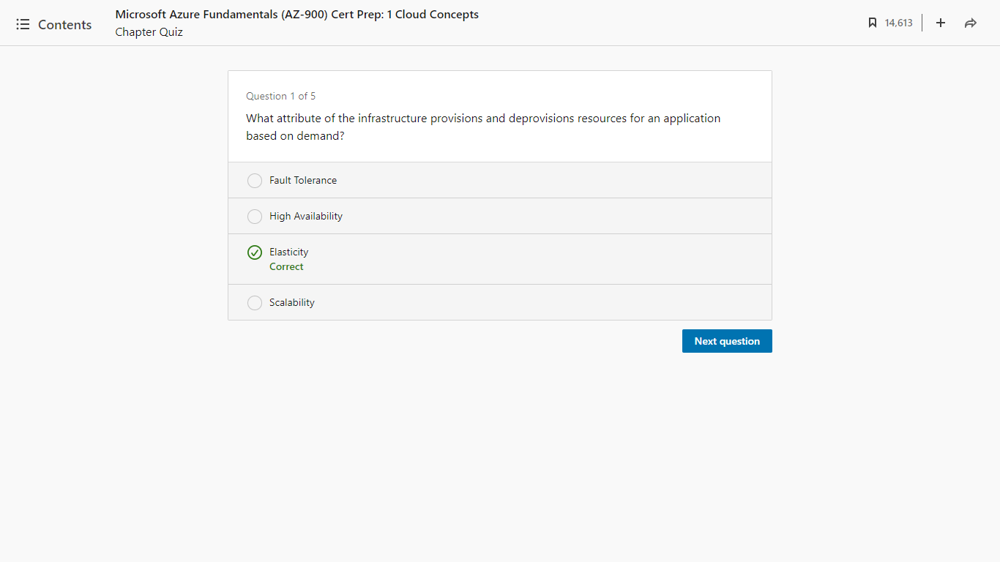 Contents
Microsoft Azure Fundamentals (AZ-900) Cert Prep: 1 Cloud Concepts
Chapter Quiz
14,613
Question 1 of 5
What attribute of the infrastructure provisions and deprovisions resources for an application
based on demand?
Fault Tolerance
High Availability
Elasticity
Correct
Scalability
Next question